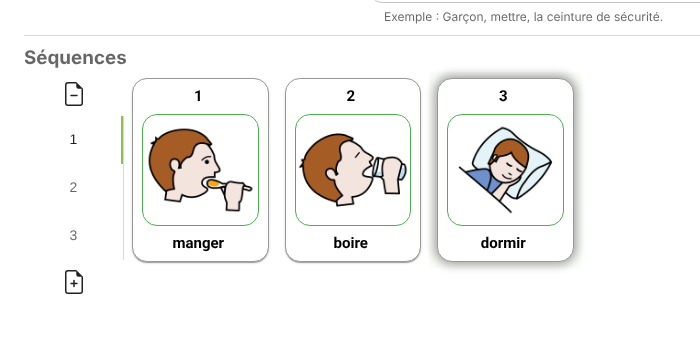 Exemple : Garçon, mettre, la ceinture de sécurité.
Séquences
1 2 3
1
2
3
manger boire dormir